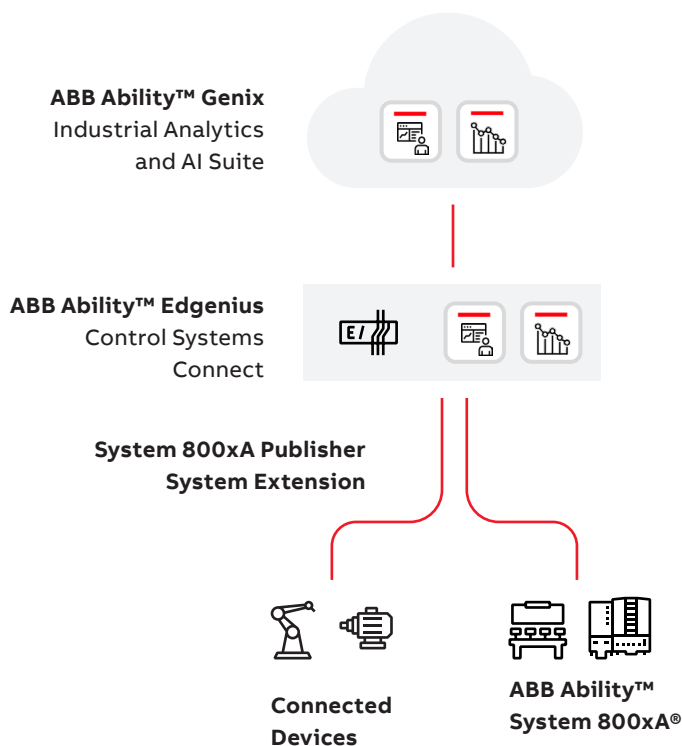 ABB Ability™ Genix
Industrial Analytics
and AI Suite
ABB Ability™ Edgenius
Control Systems
Connect
E/
System 800xA Publisher
System Extension
Connected
Devices
ABB Ability™
System 800xA®